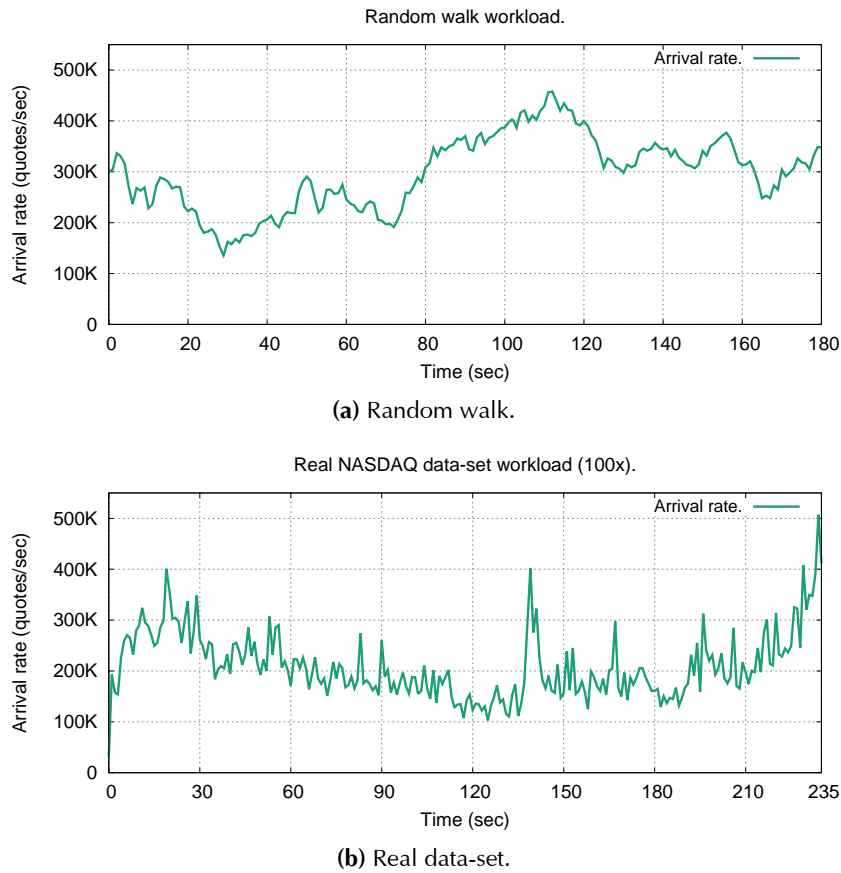 Random walk workload.
Arrival rate.
Arrival rate (quotes/sec)
500K
400K
300K
200K
100K
0
0 20 40 60 80 100 120 140 160 180
Time (sec)
(a) Random walk.
Real NASDAQ data-set workload (100x).
Arrival rate.
Arrival rate (quotes/sec)
500K
400K
300K
200K
100K
0
0 30 60 90 120 150 180 210 235
Time (sec)
(b) Real data-set.